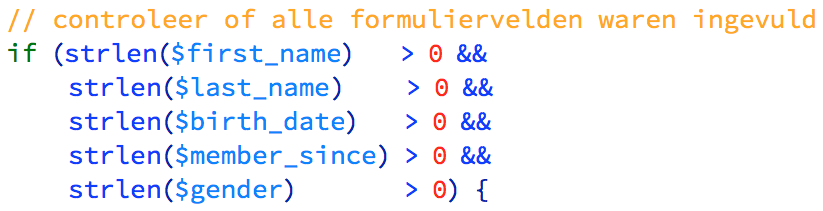 // controleer of alle formuliervelden waren ingevuld
if (strlen($first_name)   > 0 &&
    strlen($last_name)    > 0 &&
    strlen($birth_date)   > 0 &&
    strlen($member_since) > 0 &&
    strlen($gender)       > 0) {